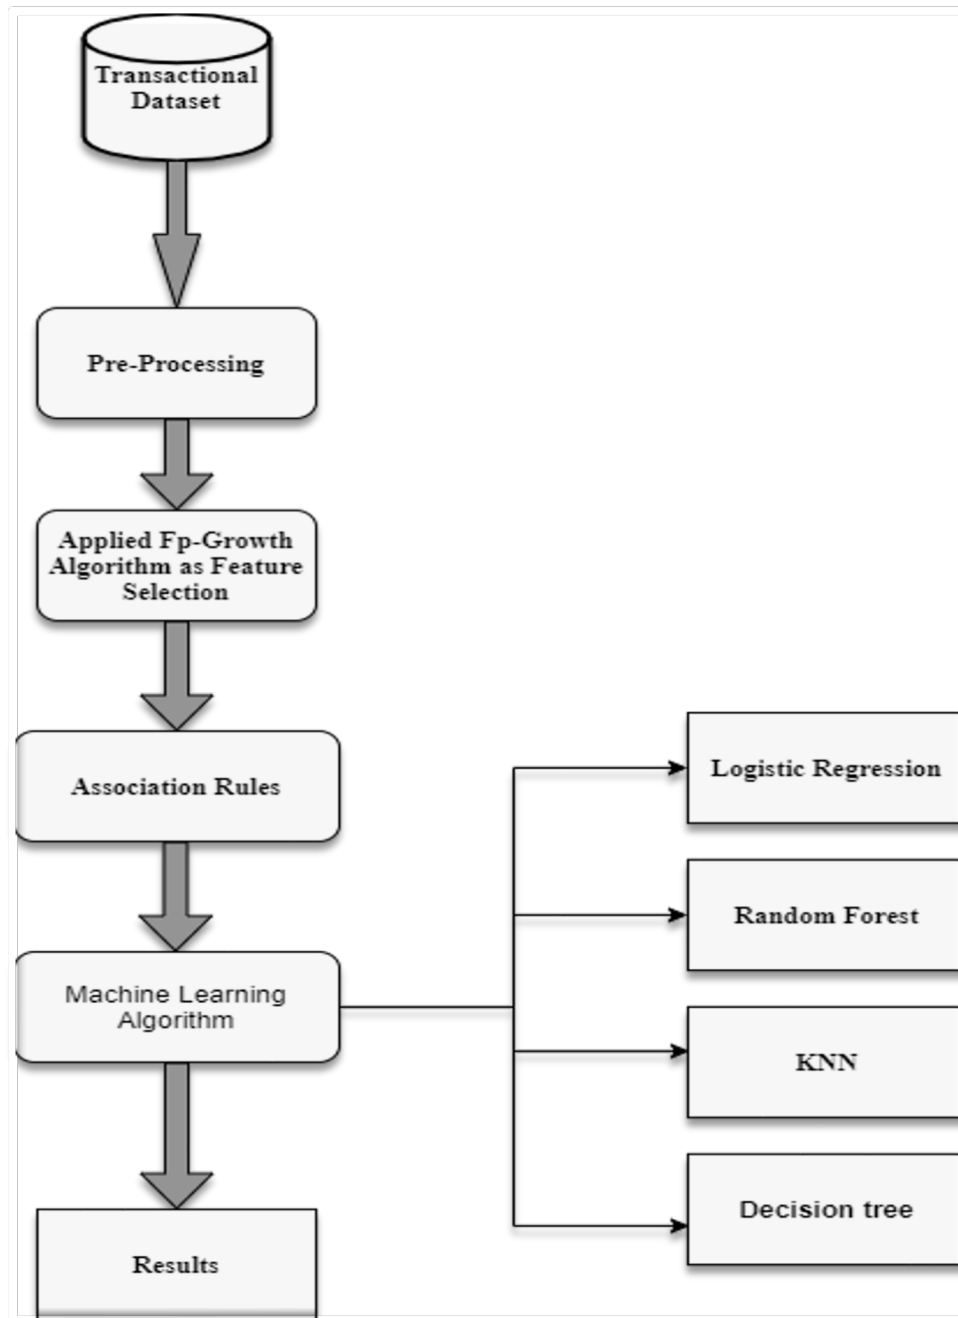 Transactional
Dataset
Pre-Processing
Applied Fp-Growth
Algorithm as Feature
Selection
Association Rules
Machine Learning
Algorithm
Results
Logistic Regression
Random Forest
KNN
Decision tree